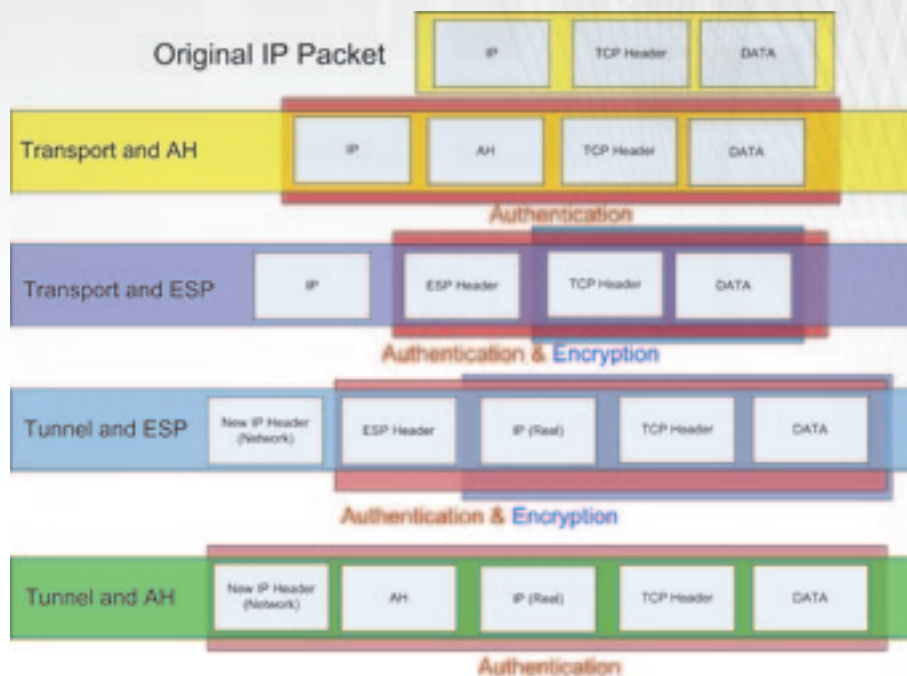 Original IP Packet
IP
TCP Header
DATA
Transport and AH
IP
AH
TCP Header
DATA
Authentication
Transport and ESP
IP
ESP Header
TCP Header
DATA
Authentication & Encryption
Tunnel and ESP
New IP Header
(Network)
ESP Header
IP (Real)
TCP Header
DATA
Authentication & Encryption
Tunnel and AH
New IP Header
(Network)
AH
IP (Real)
TCP Header
DATA
Authentication